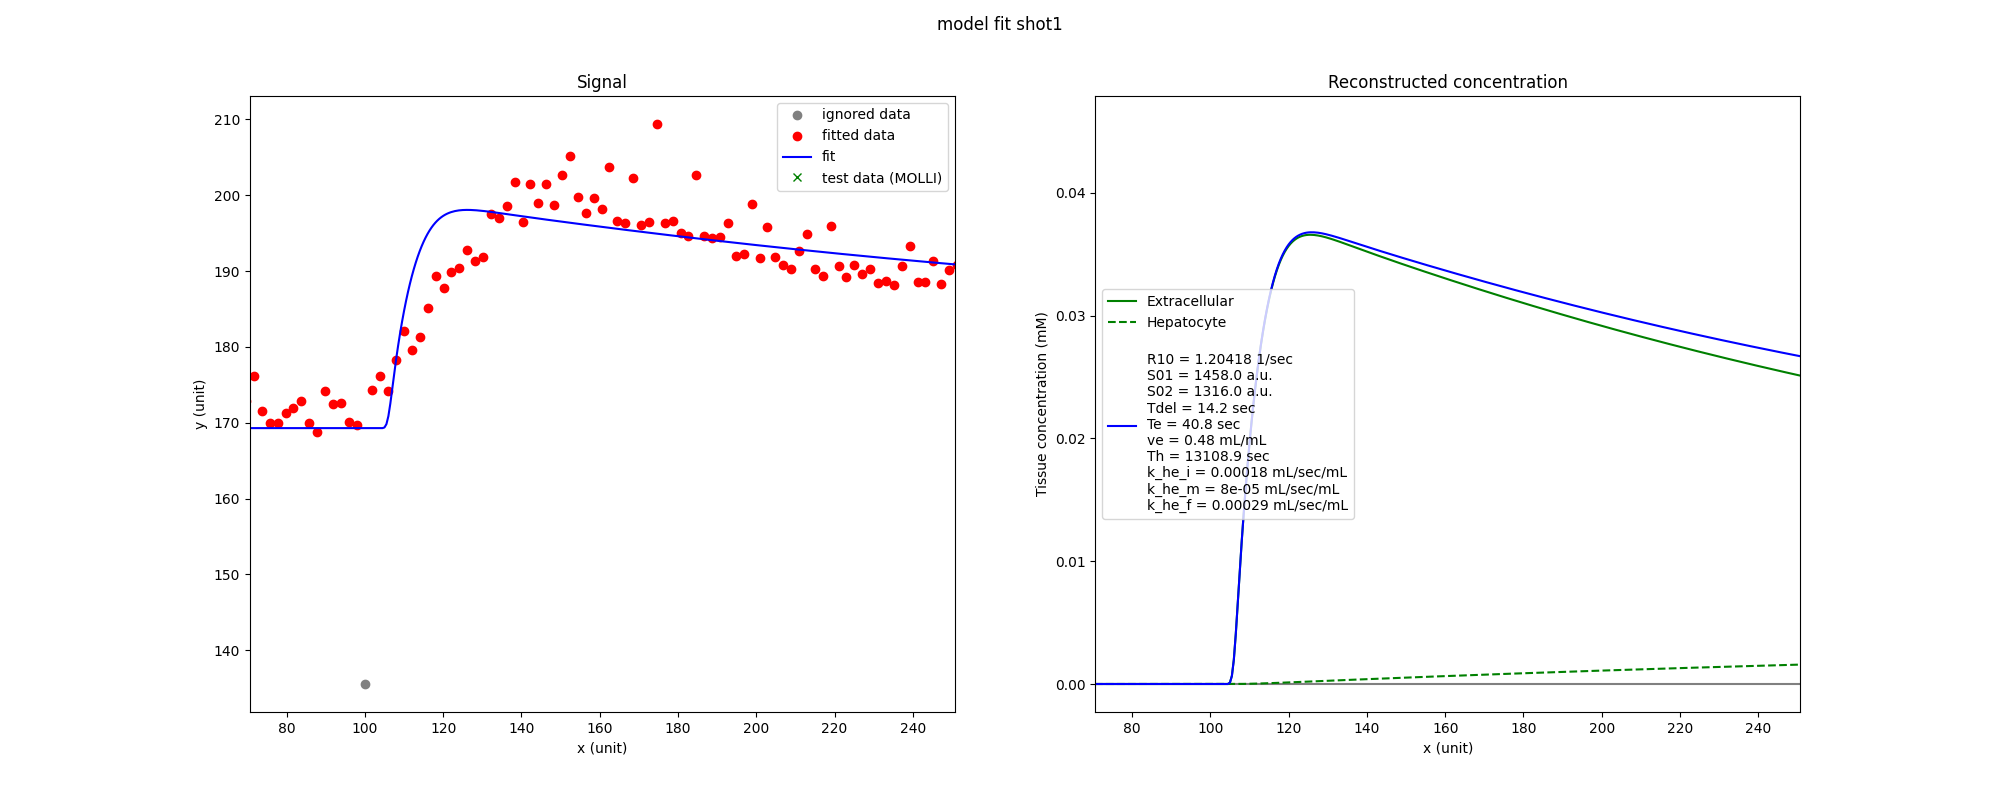 model fit shot1
Signal
y (unit)
210
200
190
180
170
160
150
140
ignored data
fitted data
fit
test data (MOLLI)
80 100 120 140 160 180 200 220 240
x (unit)
Reconstructed concentration
Tissue concentration (mM)
0.04
0.03
0.02
0.01
0.00
Extracellular
Hepatocyte
R10 = 1.20418 1/sec
S01 = 1458.0 a.u.
S02 = 1316.0 a.u.
Tdel = 14.2 sec
Te = 40.8 sec
ve = 0.48 mL/mL
Th = 13108.9 sec
k_he_i = 0.00018 mL/sec/mL
k_he_m = 8e-05 mL/sec/mL
k_he_f = 0.00029 mL/sec/mL
80 100 120 140 160 180 200 220 240
x (unit)